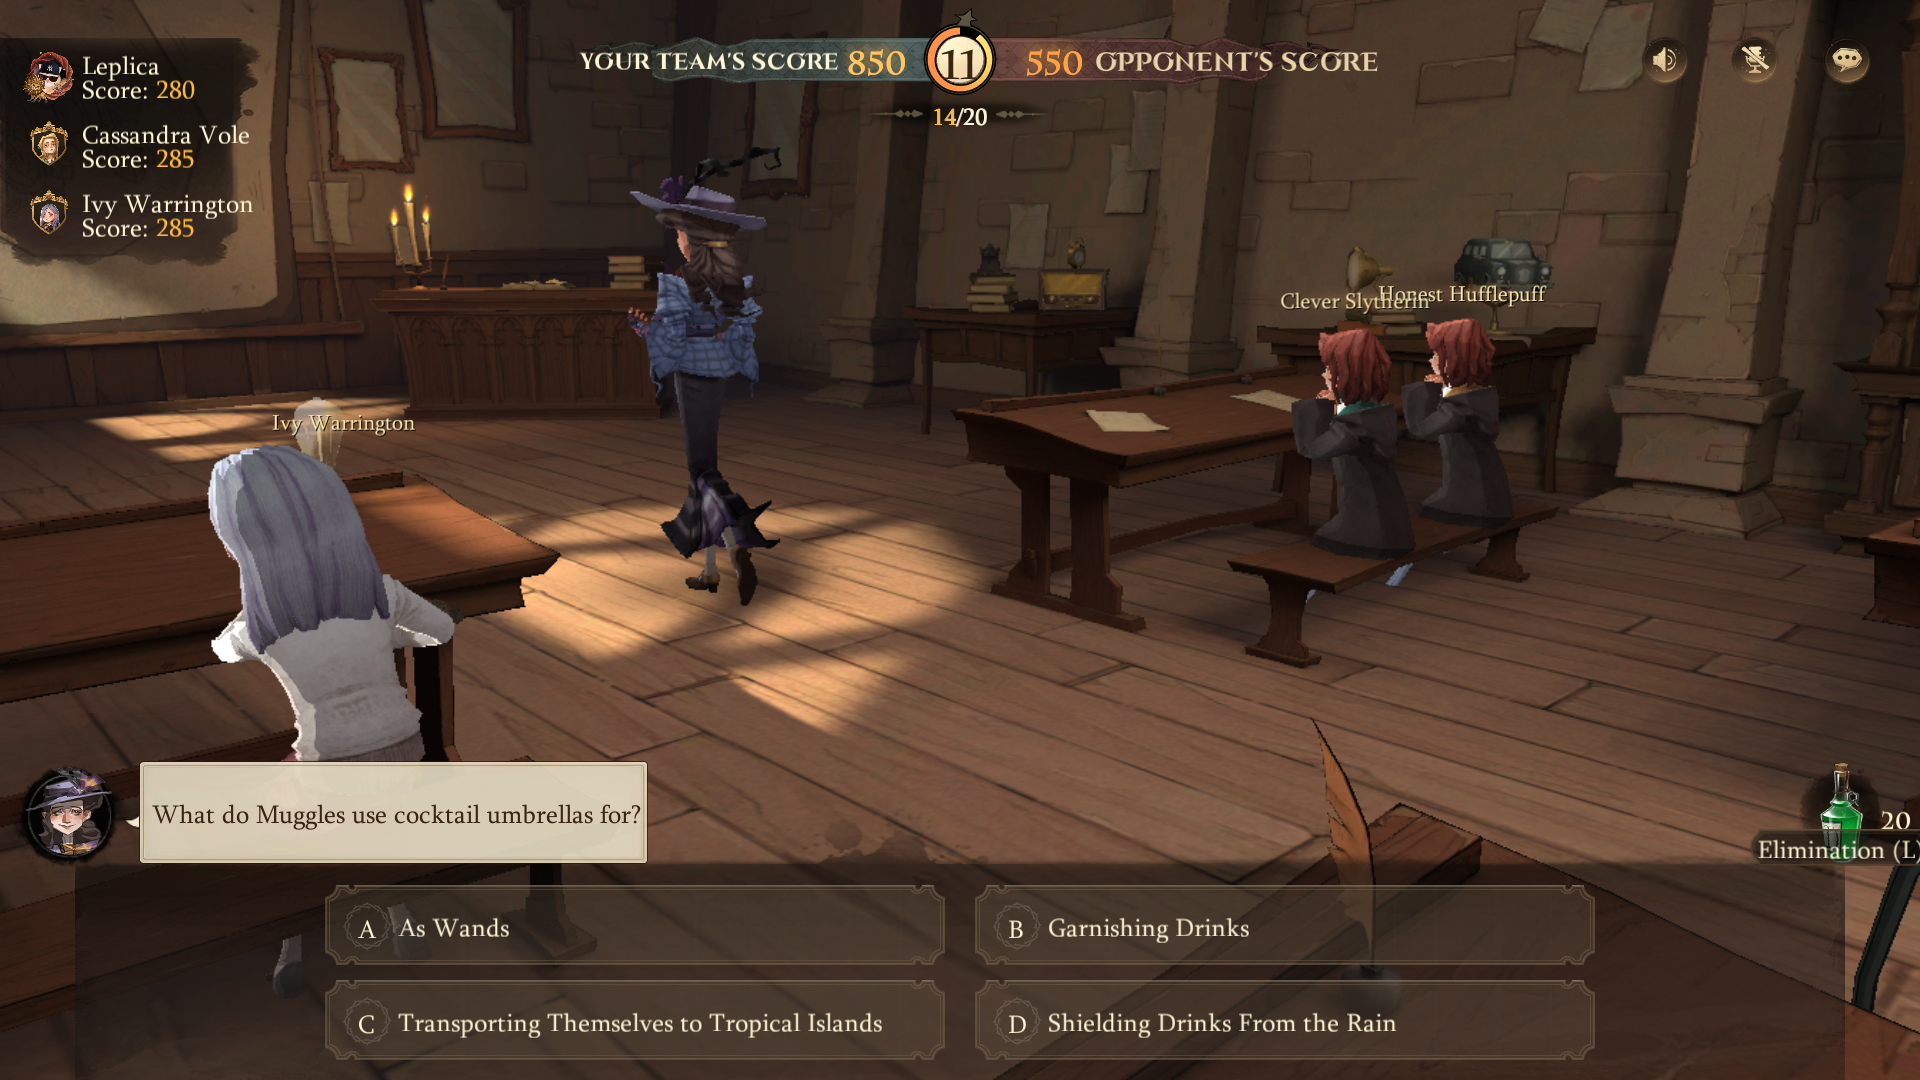 Leplica
Score: 280
Cassandra Vole
Score: 285
Ivy Warrington
Score: 285
YOUR TEAM'S SCORE 850
11
550 OPPONENT'S SCORE
14/20
Clever Slytherin
Honest Hufflepuff
Ivy Warrington
What do Muggles use cocktail umbrellas for?
20
Elimination (L)
A As Wands
B Garnishing Drinks
C Transporting Themselves to Tropical Islands
D Shielding Drinks From the Rain